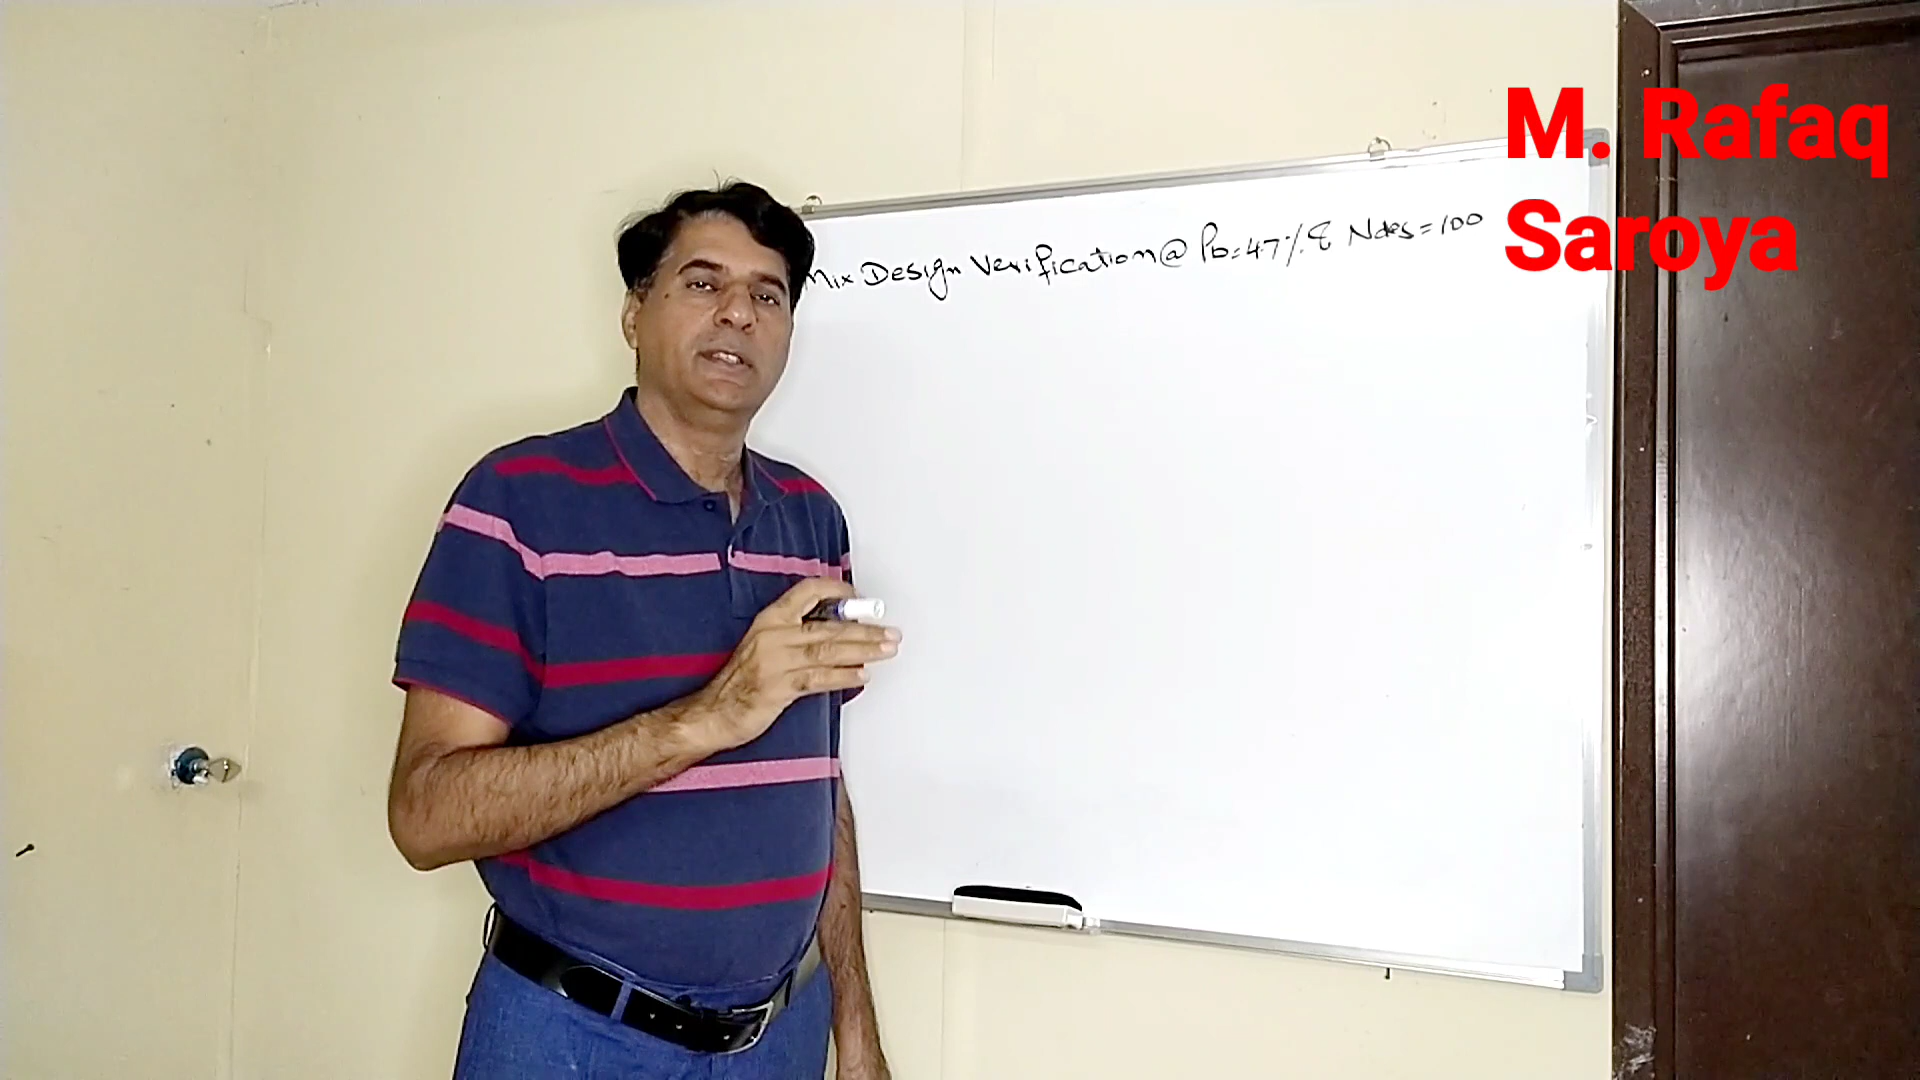 M. Rafaq
Saroya
Mix Design Verification @ Pb=4.7% & Ndes=100